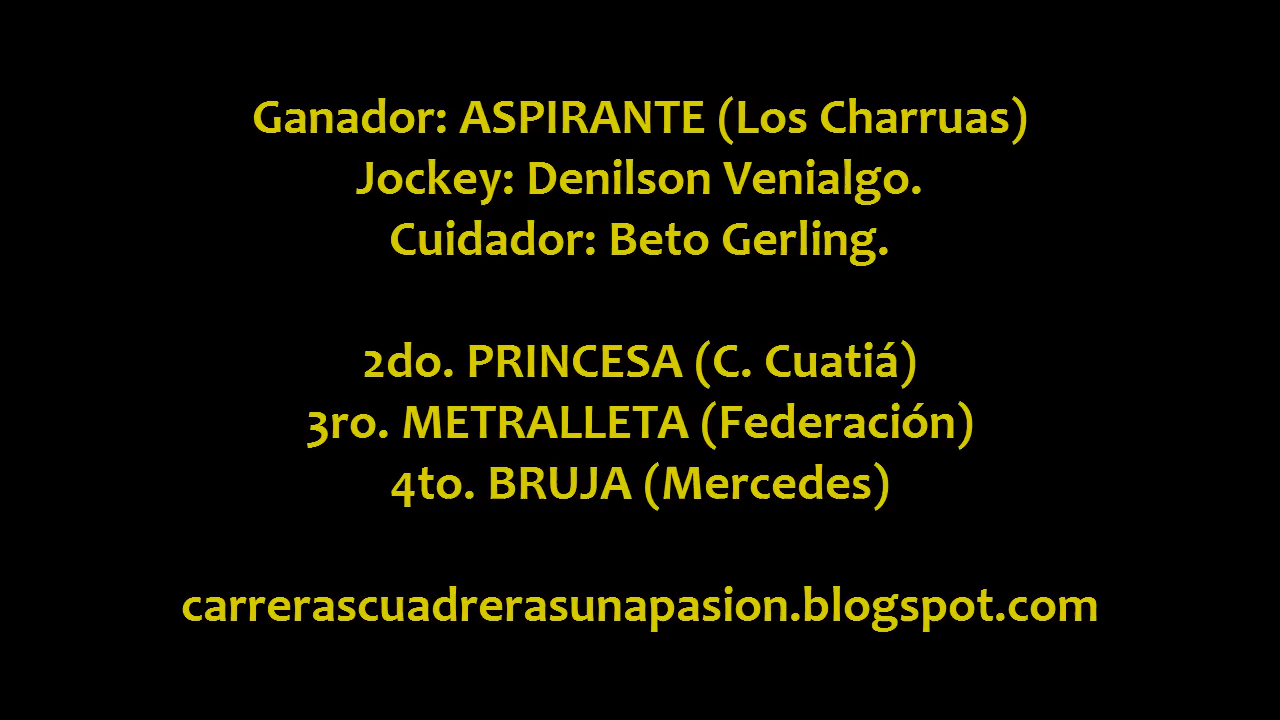 Ganador: ASPIRANTE (Los Charruas)
Jockey: Denilson Venialgo.
Cuidador: Beto Gerling.
2do. PRINCESA (C. Cuatiá)
3ro. METRALLETA (Federación)
4to. BRUJA (Mercedes)
carrerascuadrerasunapasion.blogspot.com